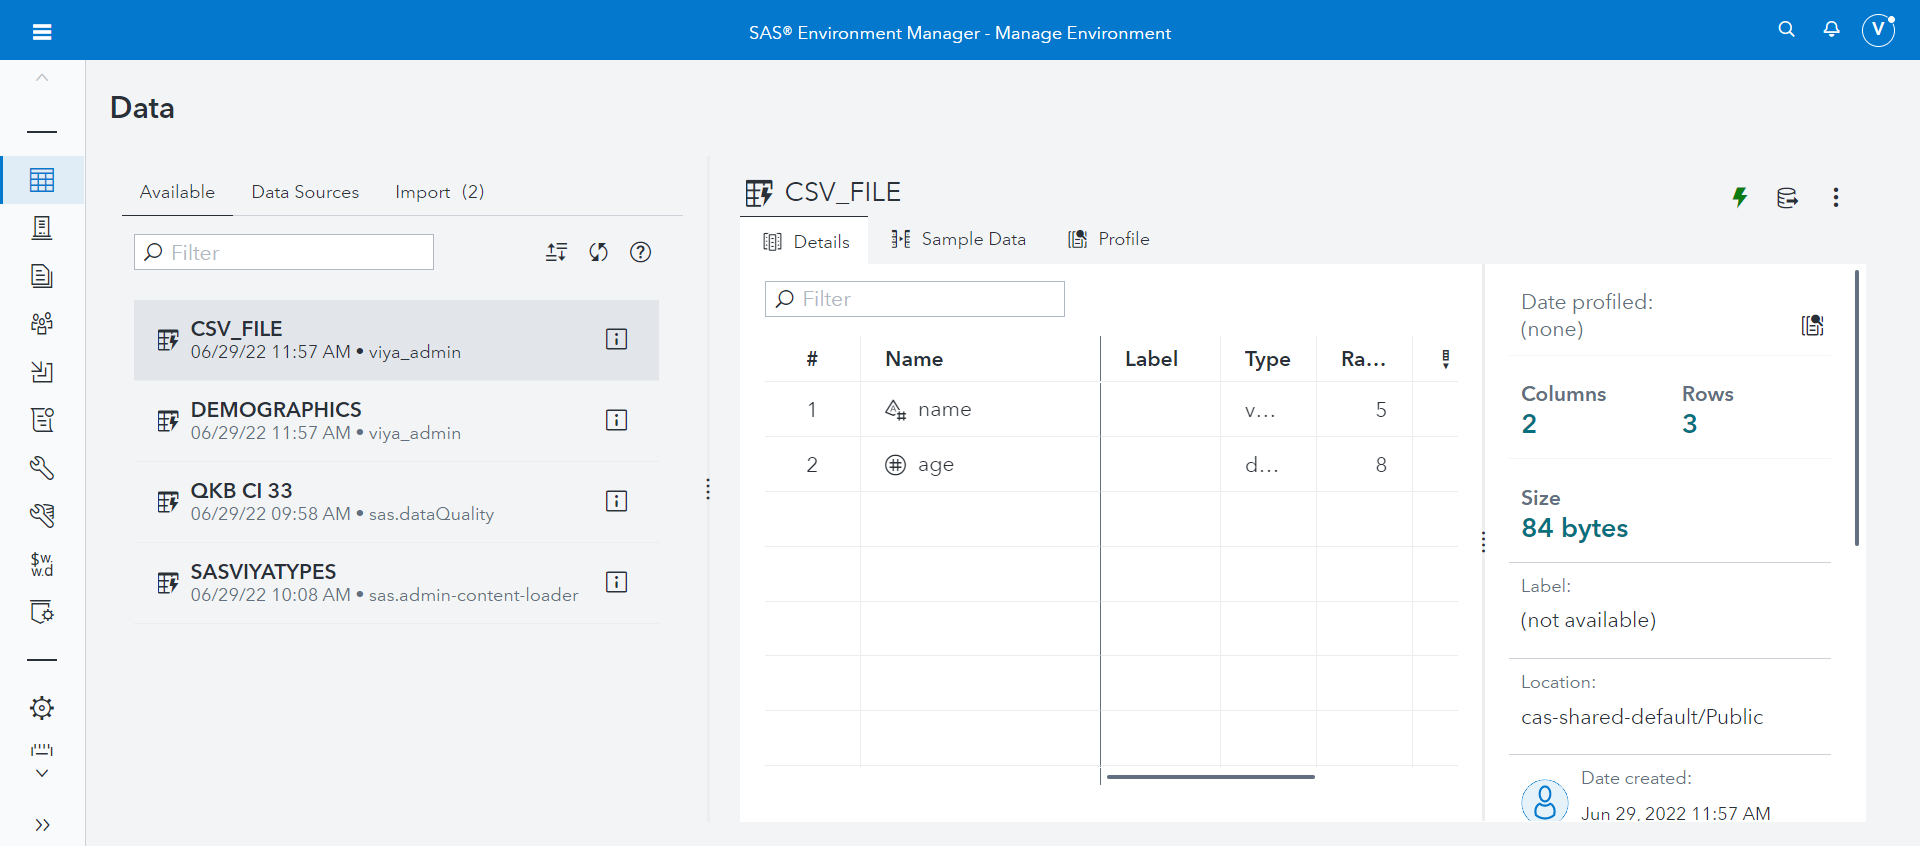 SAS® Environment Manager - Manage Environment
V
Data
Available
Data Sources
Import (2)
Filter
CSV_FILE
06/29/22 11:57 AM • viya_admin
DEMOGRAPHICS
06/29/22 11:57 AM • viya_admin
QKB CI 33
06/29/22 09:58 AM • sas.dataQuality
SASVIYATYPES
06/29/22 10:08 AM • sas.admin-content-loader
$w.
w.d
CSV_FILE
Details
Sample Data
Profile
Filter
# Name Label Type Ra...
1 name v... 5
2 age d... 8
Date profiled:
(none)
Columns Rows
2 3
Size
84 bytes
Label:
(not available)
Location:
cas-shared-default/Public
Date created:
Jun 29, 2022 11:57 AM